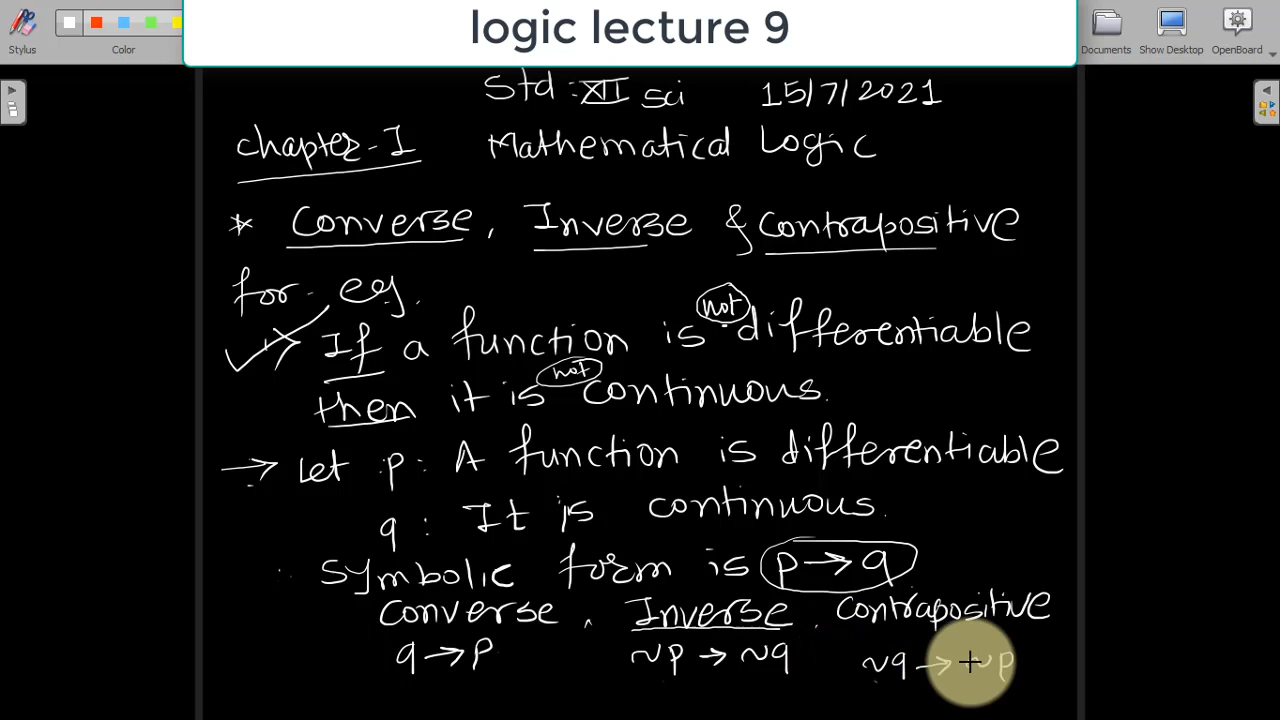 logic lecture 9
Stylus
Color
Documents
Show Desktop
OpenBoard
Std : XII sci 15/7/2021
chapter-I Mathematical Logic
* Converse, Inverse & Contrapositive
for eg.
If a function is not differentiable
then it is not continuous.
→ Let p : A function is differentiable
q : It is continuous.
Symbolic form is p → q
Converse, Inverse, Contrapositive
q → p ~p → ~q ~q → ~p